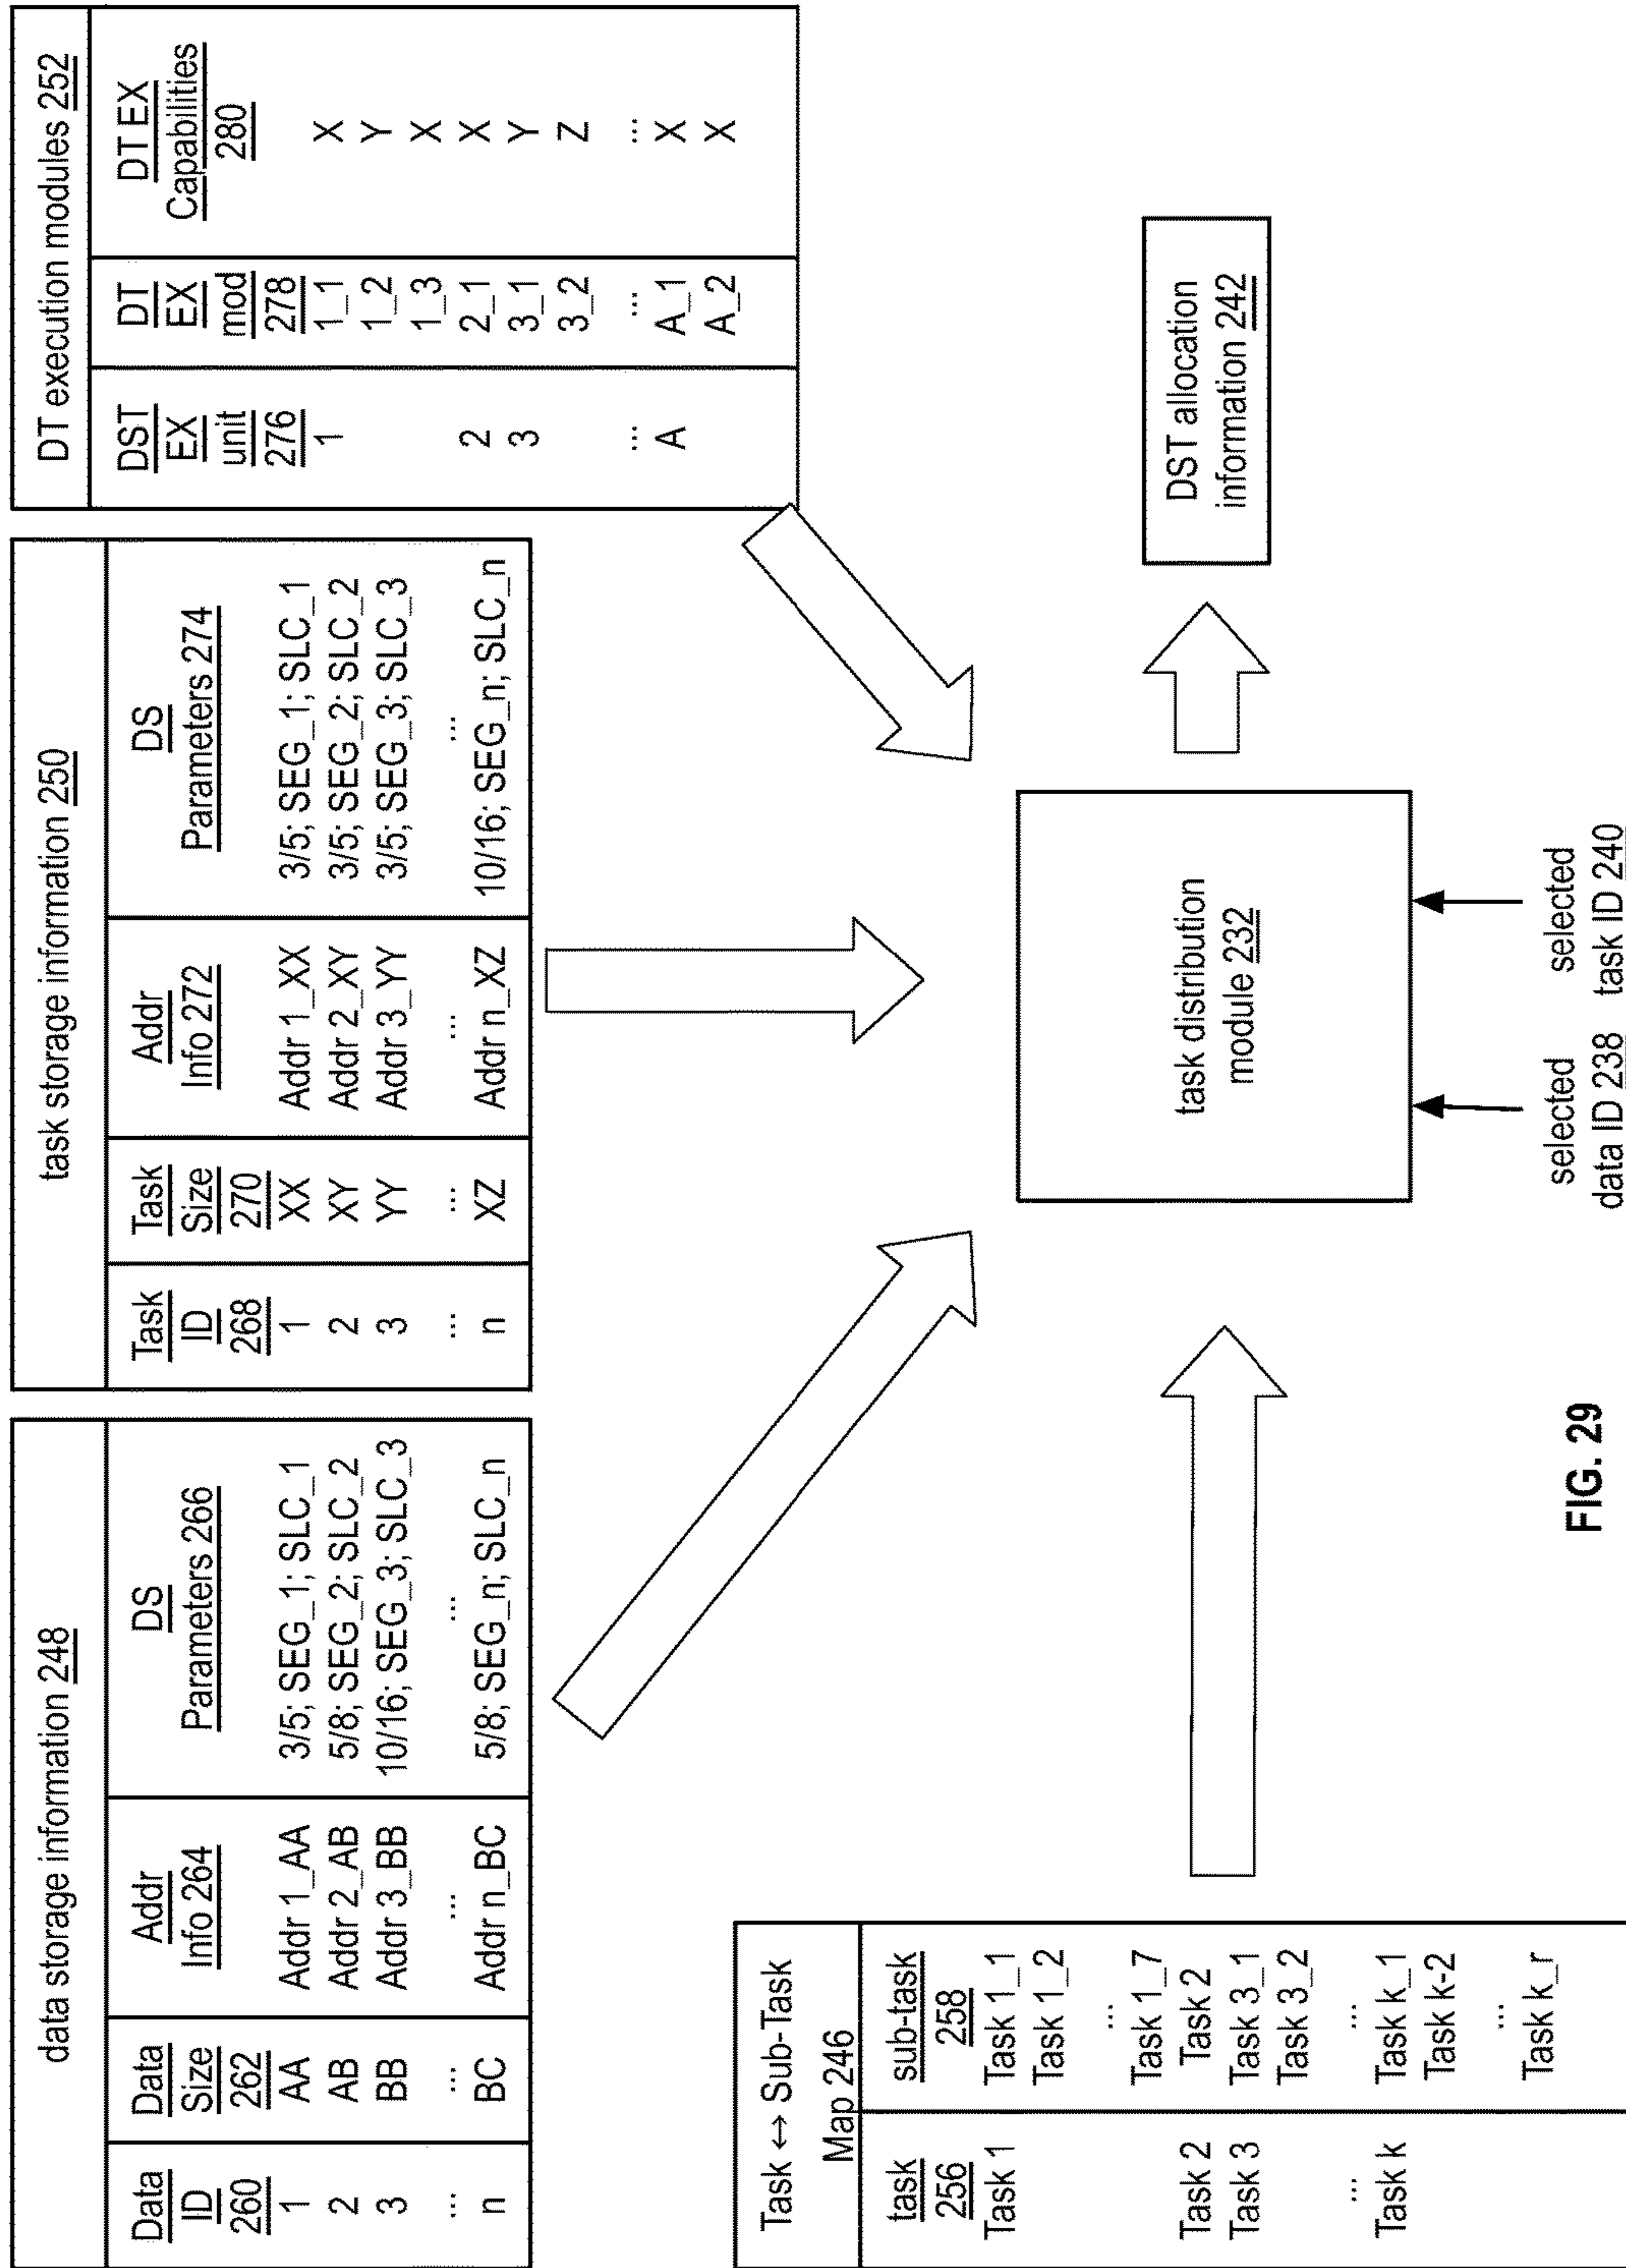 data storage information 248
Data ID 260 Data Size 262 Addr Info 264 DS Parameters 266
1 AA Addr 1_AA 3/5; SEG_1; SLC_1
2 AB Addr 2_AB 5/8; SEG_2; SLC_2
3 BB Addr 3_BB 10/16; SEG_3; SLC_3
... ... ... ...
n BC Addr n_BC 5/8; SEG_n; SLC_n
task storage information 250
Task ID 268 Task Size 270 Addr Info 272 DS Parameters 274
1 XX Addr 1_XX 3/5; SEG_1; SLC_1
2 XY Addr 2_XY 3/5; SEG_2; SLC_2
3 YY Addr 3_YY 3/5; SEG_3; SLC_3
... ... ... ...
n XZ Addr n_XZ 10/16; SEG_n; SLC_n
DT execution modules 252
DST EX unit 276 DT EX mod 278 DT EX Capabilities 280
1 1_1 X
1_2 Y
1_3 X
2 2_1 X
3 3_1 Y
3_2 Z
... ... ...
A A_1 X
A_2 X
Task ↔ Sub-Task
Map 246
task 256 sub-task 258
Task 1 Task 1_1
Task 1_2
...
Task 1_7
Task 2 Task 2
Task 3 Task 3_1
Task 3_2
... ...
Task k Task k_1
Task k-2
...
Task k_r
task distribution
module 232
DST allocation
information 242
selected
data ID 238
selected
task ID 240
FIG. 29